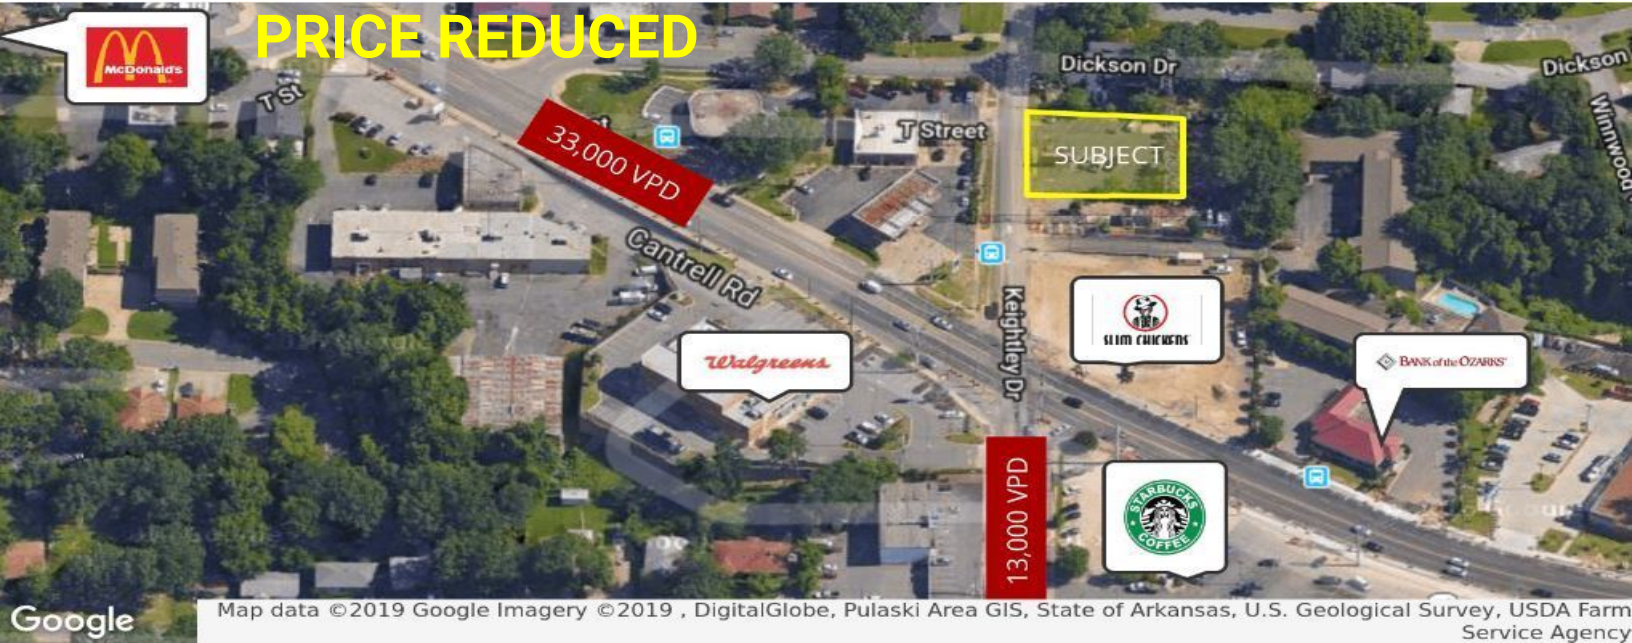 PRICE REDUCED
McDonald's
T St
Dickson Dr
Dickson
Winnwood
33,000 VPD
T Street
SUBJECT
Cantrell Rd
Keightley Dr
SLIM CHICKENS
Walgreens
BANK of the OZARKS
13,000 VPD
STARBUCKS
COFFEE
Google
Map data ©2019 Google Imagery ©2019 , DigitalGlobe, Pulaski Area GIS, State of Arkansas, U.S. Geological Survey, USDA Farm
Service Agency